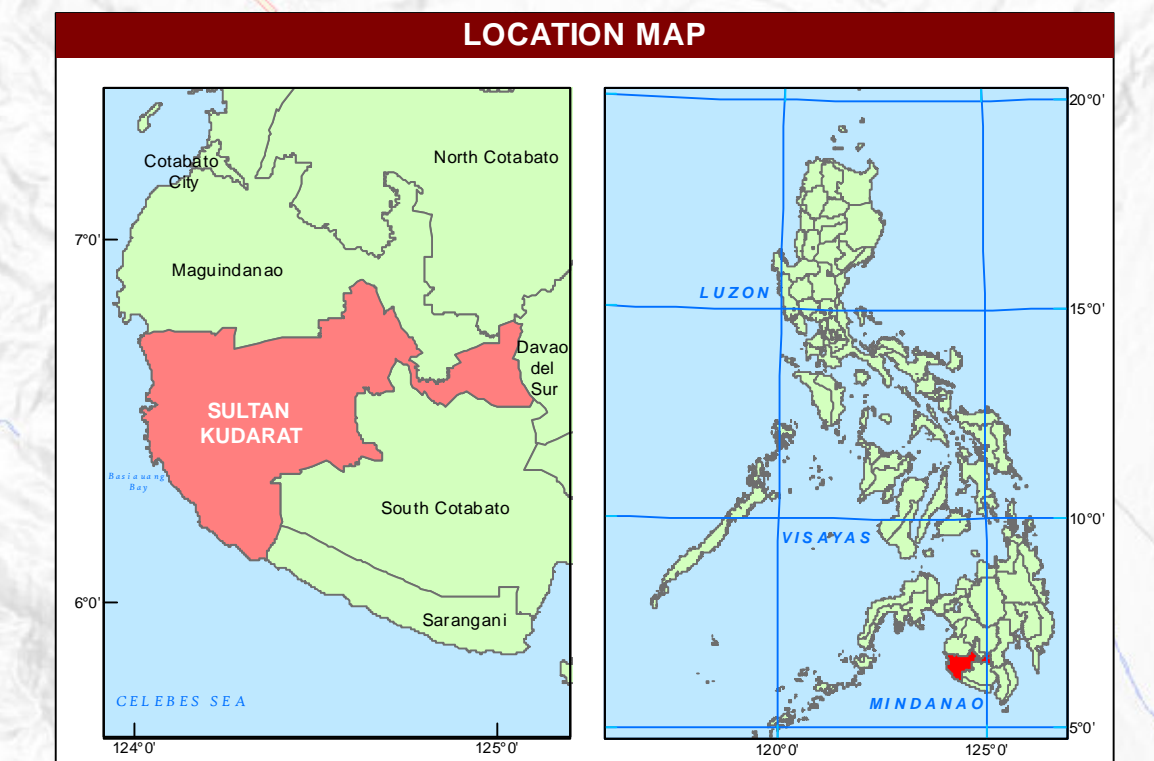 LOCATION MAP
Cotabato
City
North Cotabato
7°0'
Maguindanao
Davao
del
Sur
SULTAN
KUDARAT
Basiauang
Bay
South Cotabato
6°0'
Sarangani
CELEBES SEA
124°0'
125°0'
20°0'
LUZON
15°0'
10°0'
VISAYAS
MINDANAO
5°0'
120°0'
125°0'